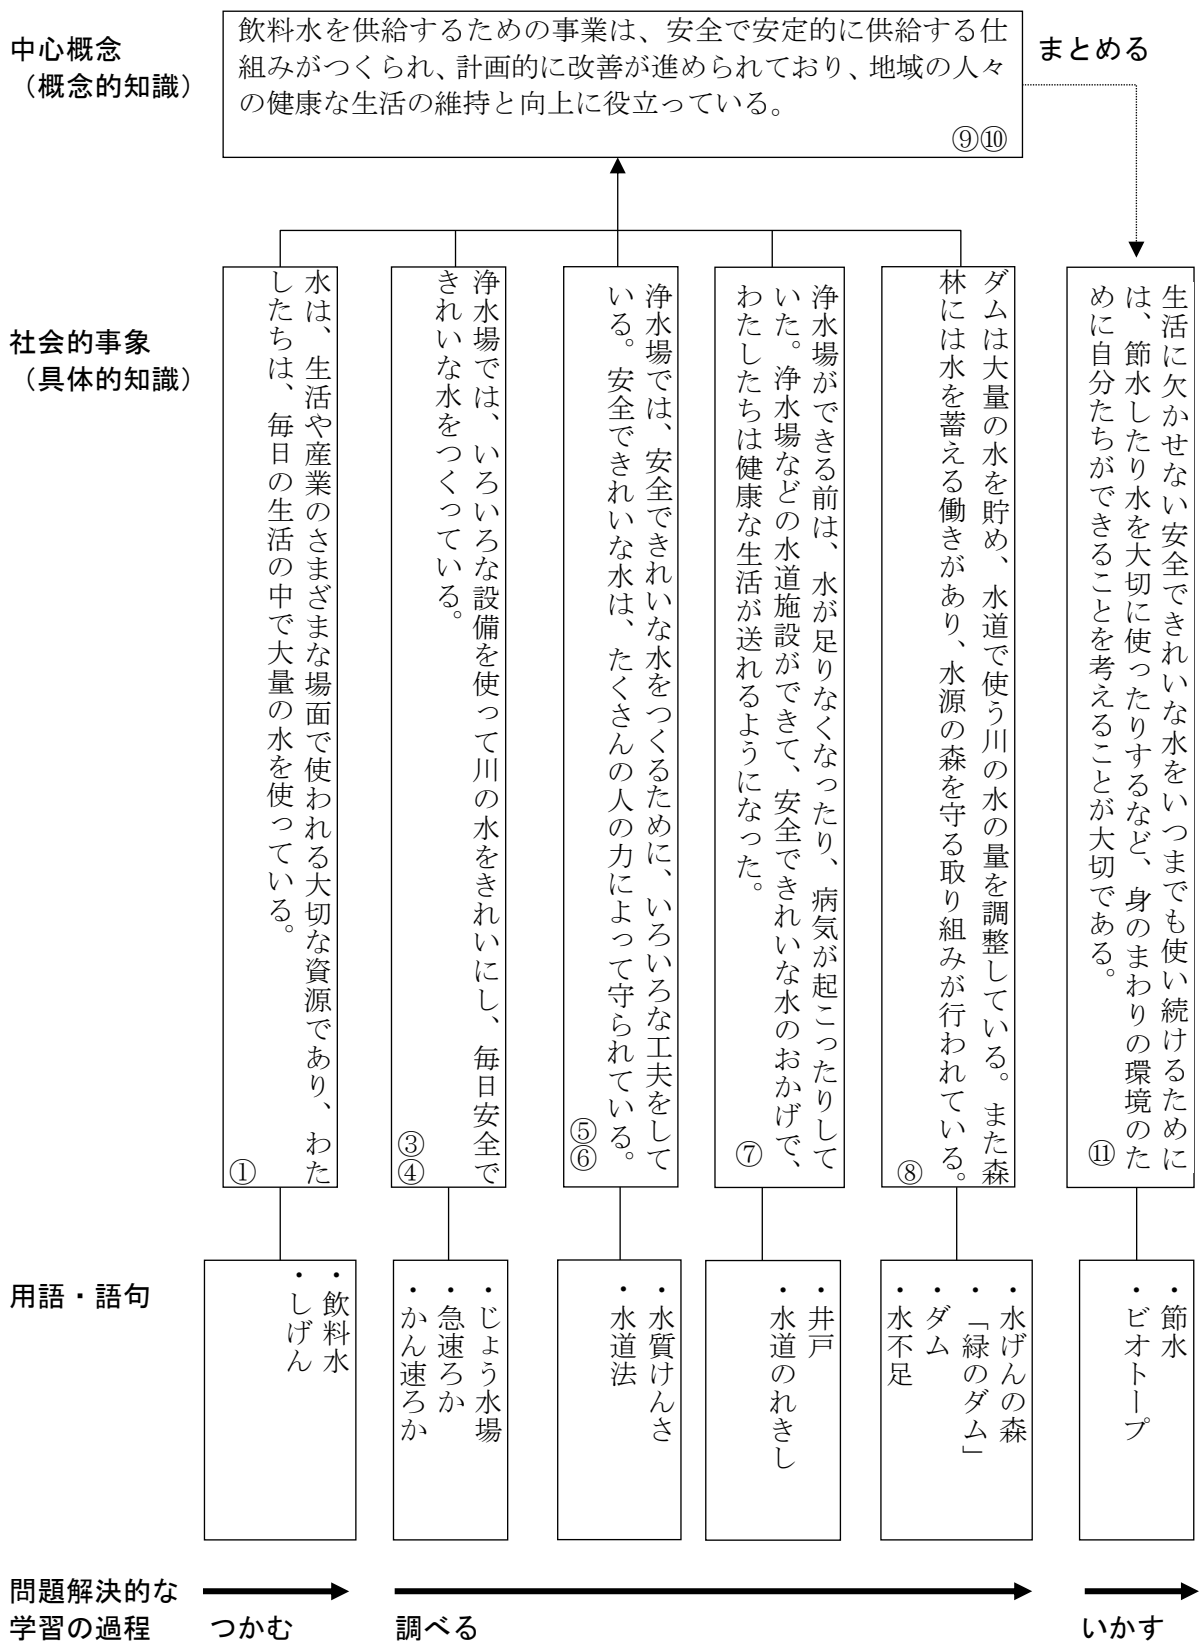 中心概念
（概念的知識）
飲料水を供給するための事業は、安全で安定的に供給する仕
組みがつくられ、計画的に改善が進められており、地域の人々
の健康な生活の維持と向上に役立っている。
⑨⑩
まとめる
社会的事象
（具体的知識）
水は、生活や産業のさまざまな場面で使われる大切な資源であり、わた
したちは、毎日の生活の中で大量の水を使っている。
①
浄水場では、いろいろな設備を使って川の水をきれいにし、毎日安全で
きれいな水をつくっている。
③
④
浄水場では、安全できれいな水をつくるために、いろいろな工夫をして
いる。安全できれいな水は、たくさんの人の力によって守られている。
⑤
⑥
浄水場ができる前は、水が足りなくなったり、病気が起こったりして
いた。浄水場などの水道施設ができて、安全できれいな水のおかげで、
わたしたちは健康な生活が送れるようになった。
⑦
ダムは大量の水を貯め、水道で使う川の水の量を調整している。また森
林には水を蓄える働きがあり、水源の森を守る取り組みが行われている。
⑧
生活に欠かせない安全できれいな水をいつまでも使い続けるために
は、節水したり水を大切に使ったりするなど、身のまわりの環境のた
めに自分たちができることを考えることが大切である。
⑪
用語・語句
・飲料水
・しげん
・じょう水場
・急速ろか
・かん速ろか
・水質けんさ
・水道法
・井戸
・水道のれきし
・水げんの森
・「緑のダム」
・ダム
・水不足
・節水
・ビオトープ
問題解決的な
学習の過程
つかむ
調べる
いかす